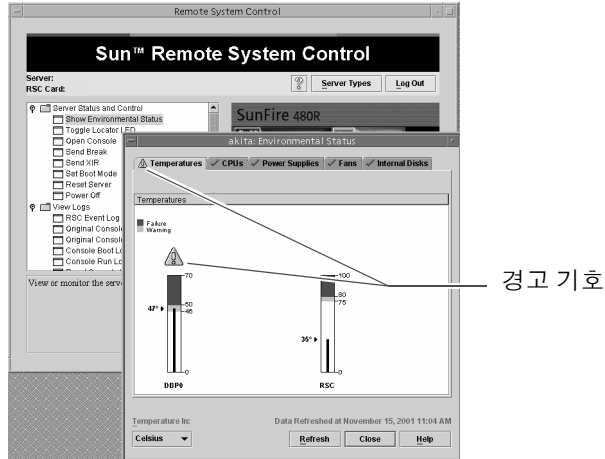 Remote System Control
Sun™ Remote System Control
Server:
RSC Card:
Server Types
Log Out
Server Status and Control
Show Environmental Status
Toggle Locator LED
Open Console
Send Break
Send XIR
Set Boot Mode
Reset Server
Power Off
View Logs
RSC Event Log
Original Consol
Original Consol
Console Boot Lo
Console Run Lo
View or monitor the serve
SunFire 480R
akita: Environmental Status
Temperatures
CPUs
Power Supplies
Fans
Internal Disks
Temperatures
Failure
Warning
70
50
45
47°
0
DBP0
100
80
75
35°
0
RSC
경고 기호
Temperature In:
Data Refreshed at November 15, 2001 11:04 AM
Celsius
Refresh
Close
Help